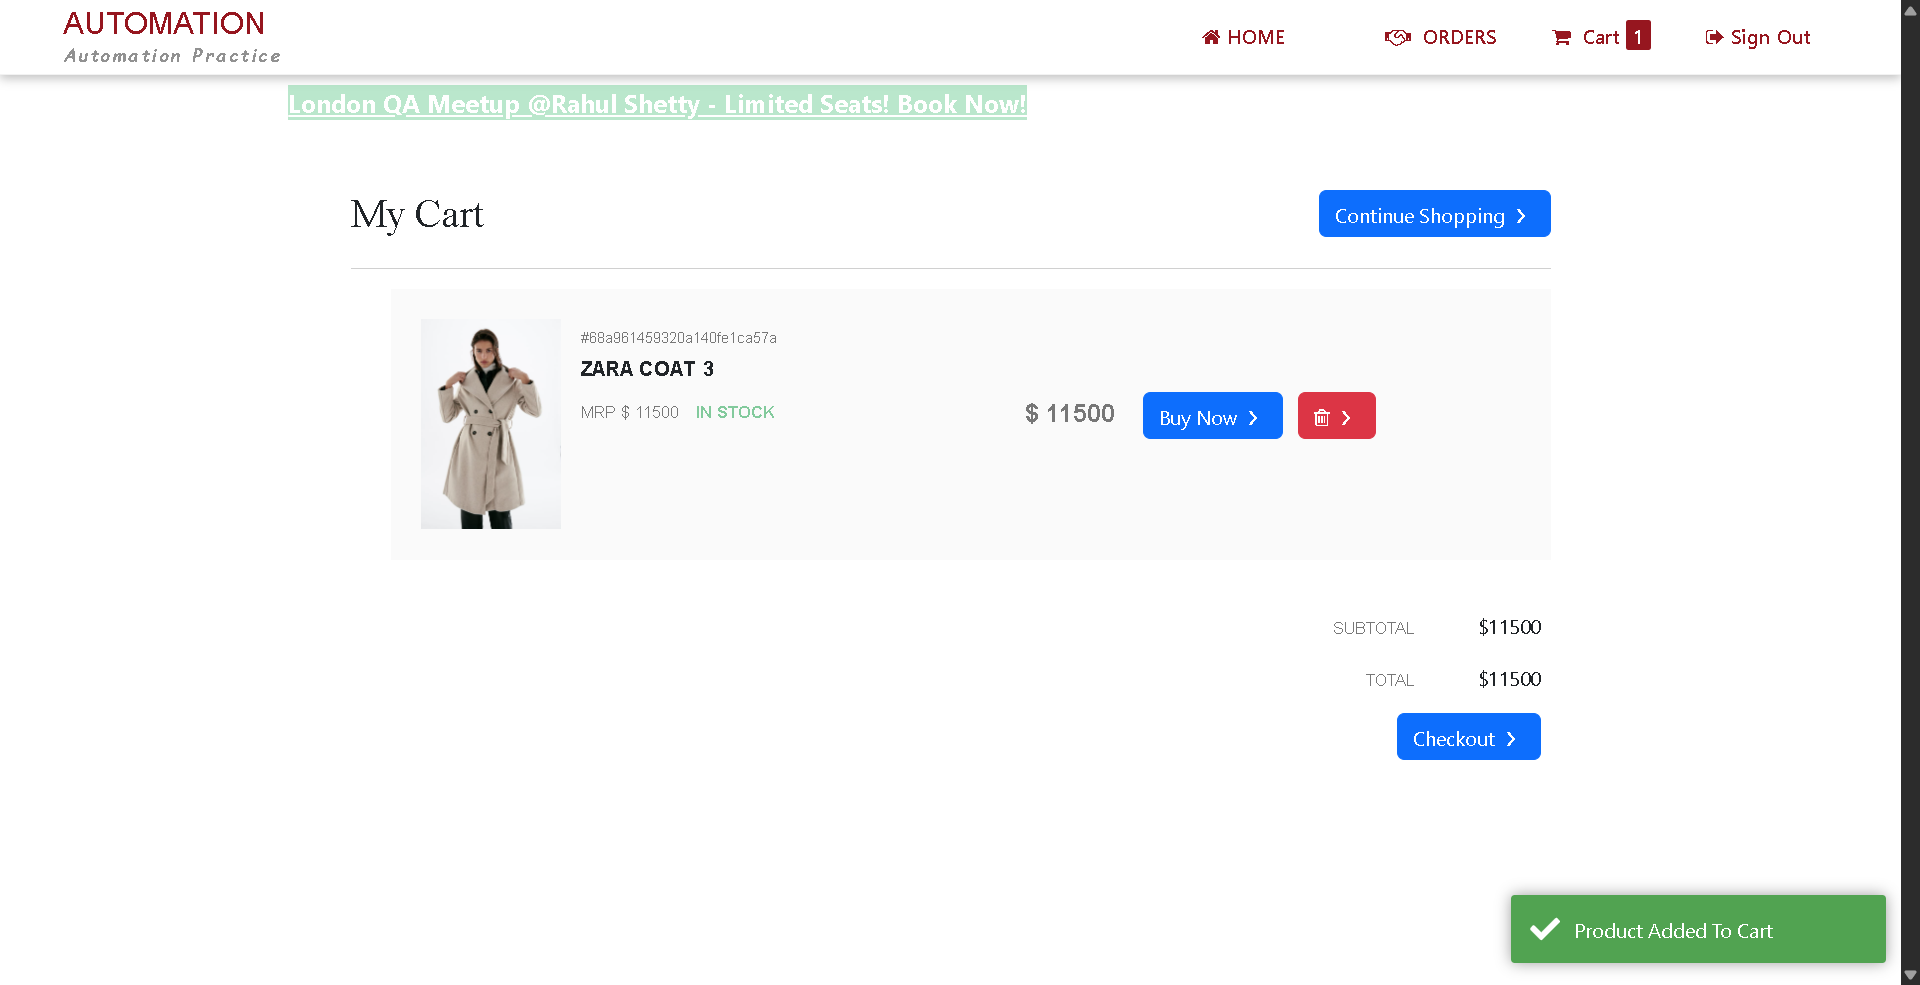 AUTOMATION
Automation Practice
HOME
ORDERS
Cart 1
Sign Out
London QA Meetup @Rahul Shetty - Limited Seats! Book Now!
My Cart
Continue Shopping
#68a961459320a140fe1ca57a
ZARA COAT 3
MRP $ 11500 IN STOCK
$ 11500
Buy Now
SUBTOTAL $11500
TOTAL $11500
Checkout
Product Added To Cart